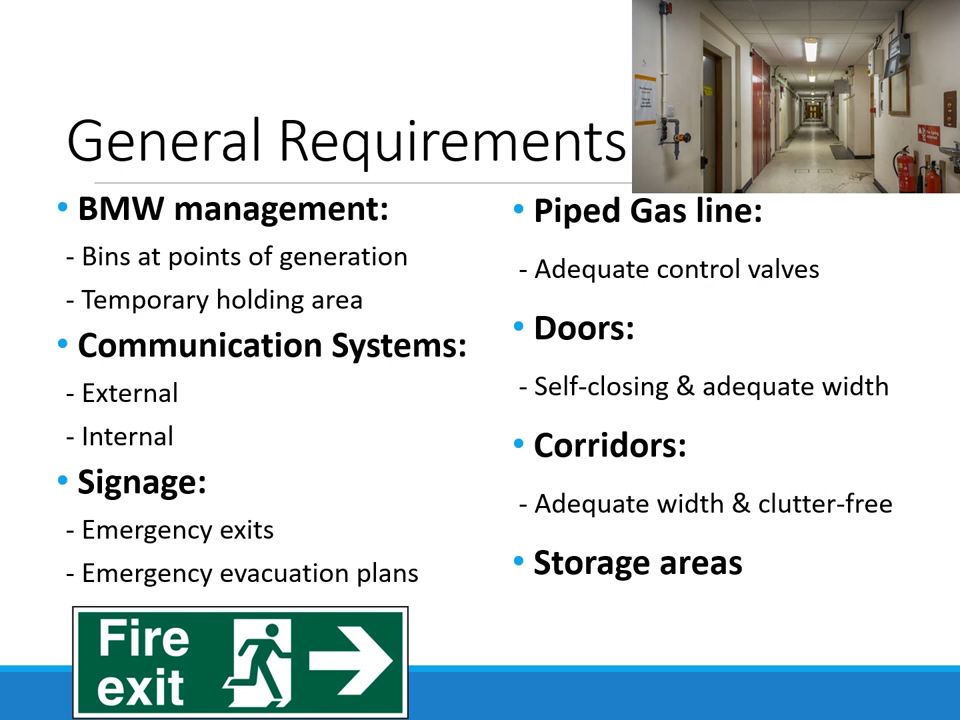 General Requirements
• BMW management:
- Bins at points of generation
- Temporary holding area
• Communication Systems:
- External
- Internal
• Signage:
- Emergency exits
- Emergency evacuation plans
• Piped Gas line:
- Adequate control valves
• Doors:
- Self-closing & adequate width
• Corridors:
- Adequate width & clutter-free
• Storage areas
Fire
exit